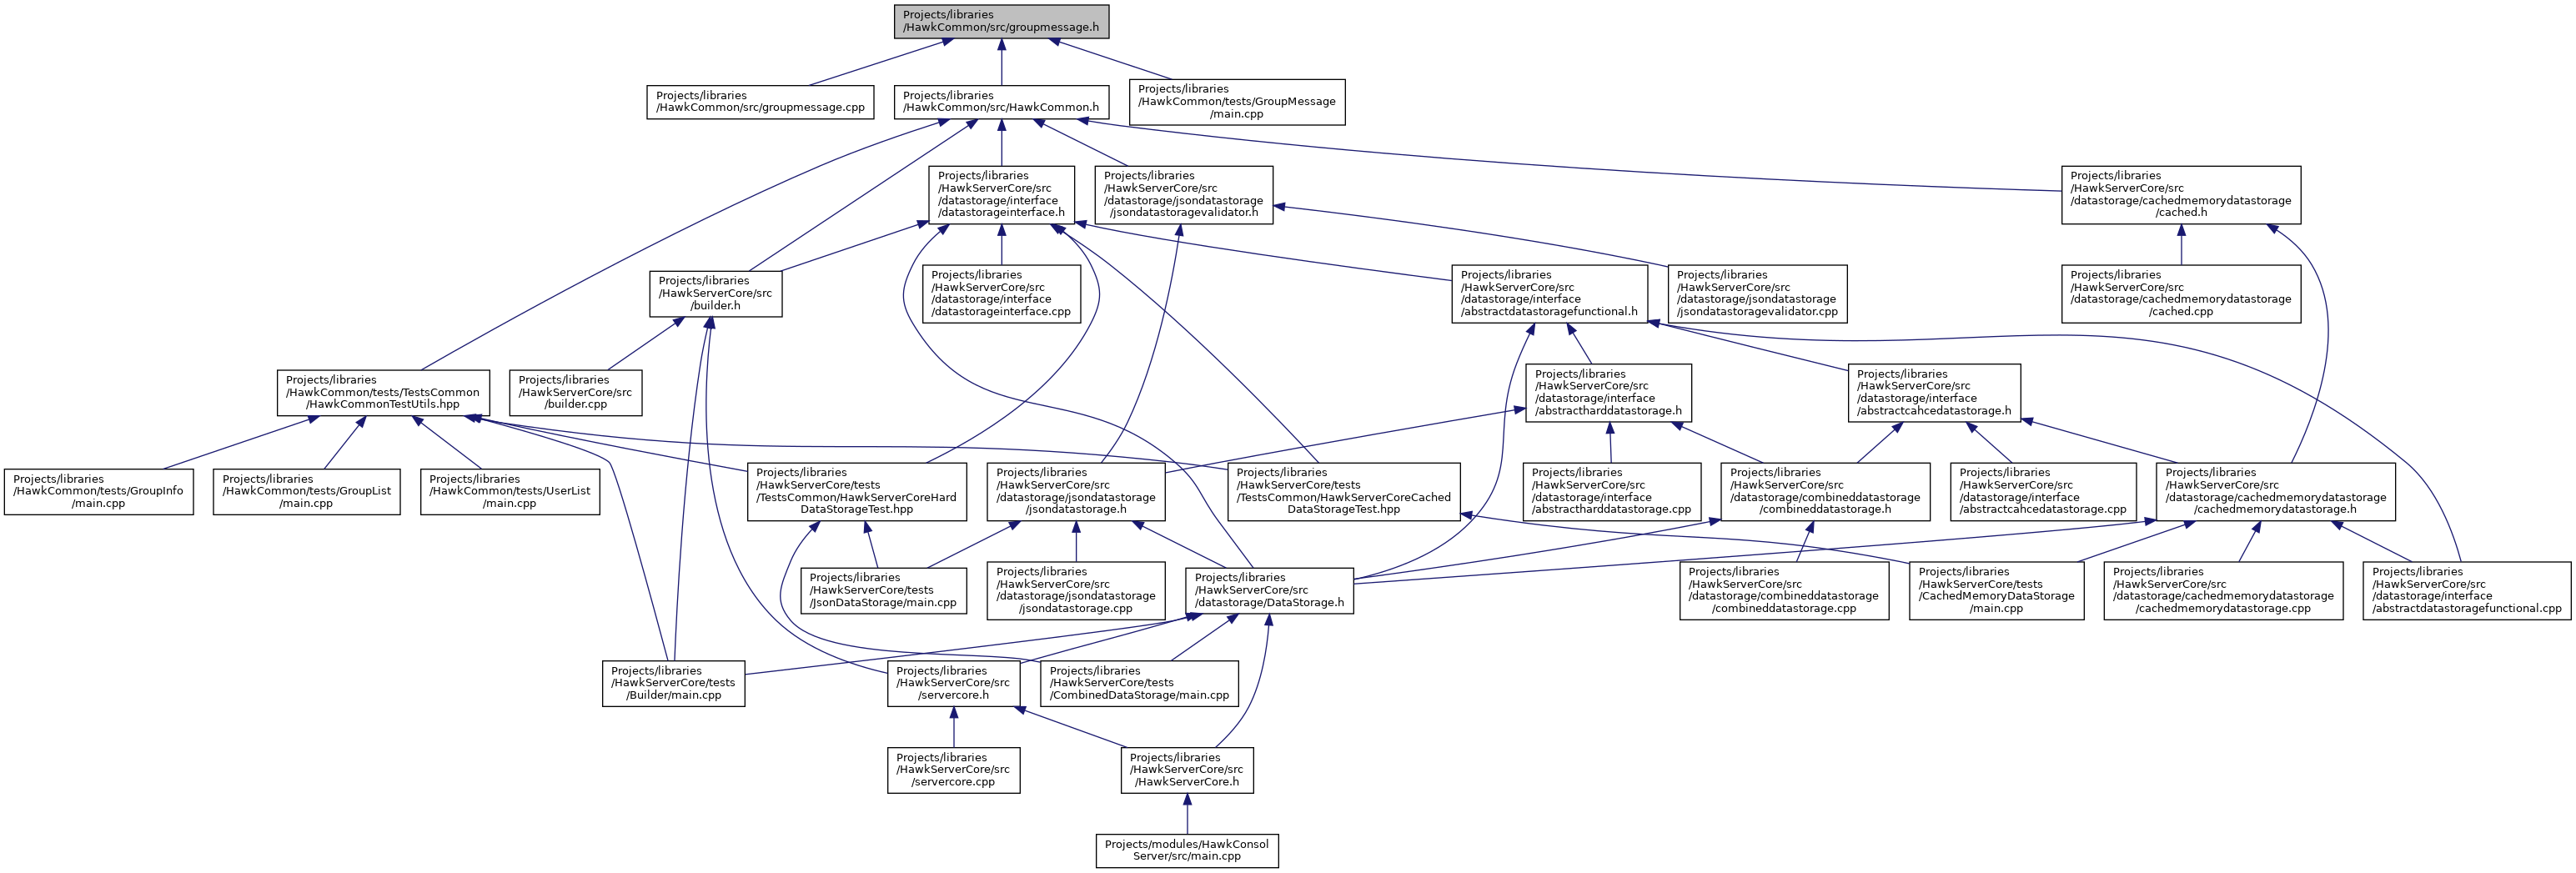 Projects/libraries
/HawkCommon/src/groupmessage.h
Projects/libraries
/HawkCommon/src/groupmessage.cpp
Projects/libraries
/HawkCommon/src/HawkCommon.h
Projects/libraries
/HawkCommon/tests/GroupMessage
/main.cpp
Projects/libraries
/HawkServerCore/src
/datastorage/interface
/datastorageinterface.h
Projects/libraries
/HawkServerCore/src
/datastorage/jsondatastorage
/jsondatastoragevalidator.h
Projects/libraries
/HawkServerCore/src
/datastorage/cachedmemorydatastorage
/cached.h
Projects/libraries
/HawkServerCore/src
/builder.h
Projects/libraries
/HawkServerCore/src
/datastorage/interface
/datastorageinterface.cpp
Projects/libraries
/HawkServerCore/src
/datastorage/interface
/abstractdatastoragefunctional.h
Projects/libraries
/HawkServerCore/src
/datastorage/jsondatastorage
/jsondatastoragevalidator.cpp
Projects/libraries
/HawkServerCore/src
/datastorage/cachedmemorydatastorage
/cached.cpp
Projects/libraries
/HawkCommon/tests/TestsCommon
/HawkCommonTestUtils.hpp
Projects/libraries
/HawkServerCore/src
/builder.cpp
Projects/libraries
/HawkServerCore/src
/datastorage/interface
/abstractharddatastorage.h
Projects/libraries
/HawkServerCore/src
/datastorage/interface
/abstractcahcedatastorage.h
Projects/libraries
/HawkCommon/tests/GroupInfo
/main.cpp
Projects/libraries
/HawkCommon/tests/GroupList
/main.cpp
Projects/libraries
/HawkCommon/tests/UserList
/main.cpp
Projects/libraries
/HawkServerCore/tests
/TestsCommon/HawkServerCoreHard
DataStorageTest.hpp
Projects/libraries
/HawkServerCore/src
/datastorage/jsondatastorage
/jsondatastorage.h
Projects/libraries
/HawkServerCore/tests
/TestsCommon/HawkServerCoreCached
DataStorageTest.hpp
Projects/libraries
/HawkServerCore/src
/datastorage/interface
/abstractharddatastorage.cpp
Projects/libraries
/HawkServerCore/src
/datastorage/combineddatastorage
/combineddatastorage.h
Projects/libraries
/HawkServerCore/src
/datastorage/interface
/abstractcahcedatastorage.cpp
Projects/libraries
/HawkServerCore/src
/datastorage/cachedmemorydatastorage
/cachedmemorydatastorage.h
Projects/libraries
/HawkServerCore/tests
/JsonDataStorage/main.cpp
Projects/libraries
/HawkServerCore/src
/datastorage/jsondatastorage
/jsondatastorage.cpp
Projects/libraries
/HawkServerCore/src
/datastorage/DataStorage.h
Projects/libraries
/HawkServerCore/src
/datastorage/combineddatastorage
/combineddatastorage.cpp
Projects/libraries
/HawkServerCore/tests
/CachedMemoryDataStorage
/main.cpp
Projects/libraries
/HawkServerCore/src
/datastorage/cachedmemorydatastorage
/cachedmemorydatastorage.cpp
Projects/libraries
/HawkServerCore/src
/datastorage/interface
/abstractdatastoragefunctional.cpp
Projects/libraries
/HawkServerCore/tests
/Builder/main.cpp
Projects/libraries
/HawkServerCore/src
/servercore.h
Projects/libraries
/HawkServerCore/tests
/CombinedDataStorage/main.cpp
Projects/libraries
/HawkServerCore/src
/servercore.cpp
Projects/libraries
/HawkServerCore/src
/HawkServerCore.h
Projects/modules/HawkConsol
Server/src/main.cpp